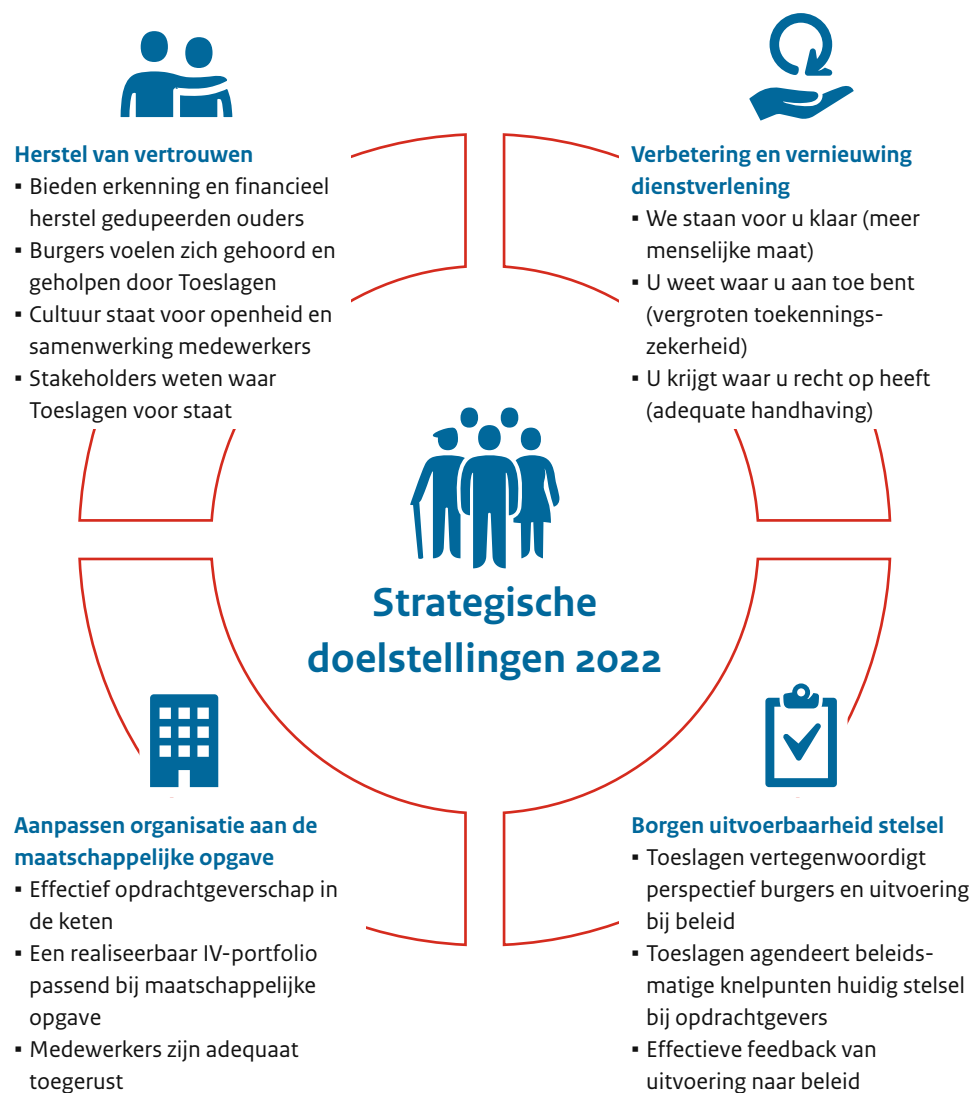 Herstel van vertrouwen
▪ Bieden erkenning en financieel
herstel gedupeerden ouders
▪ Burgers voelen zich gehoord en
geholpen door Toeslagen
▪ Cultuur staat voor openheid en
samenwerking medewerkers
▪ Stakeholders weten waar
Toeslagen voor staat
Verbetering en vernieuwing
dienstverlening
▪ We staan voor u klaar (meer
menselijke maat)
▪ U weet waar u aan toe bent
(vergroten toekennings-
zekerheid)
▪ U krijgt waar u recht op heeft
(adequate handhaving)
Strategische
doelstellingen 2022
Aanpassen organisatie aan de
maatschappelijke opgave
▪ Effectief opdrachtgeverschap in
de keten
▪ Een realiseerbaar IV-portfolio
passend bij maatschappelijke
opgave
▪ Medewerkers zijn adequaat
toegerust
Borgen uitvoerbaarheid stelsel
▪ Toeslagen vertegenwoordigt
perspectief burgers en uitvoering
bij beleid
▪ Toeslagen agendeert beleids-
matige knelpunten huidig stelsel
bij opdrachtgevers
▪ Effectieve feedback van
uitvoering naar beleid